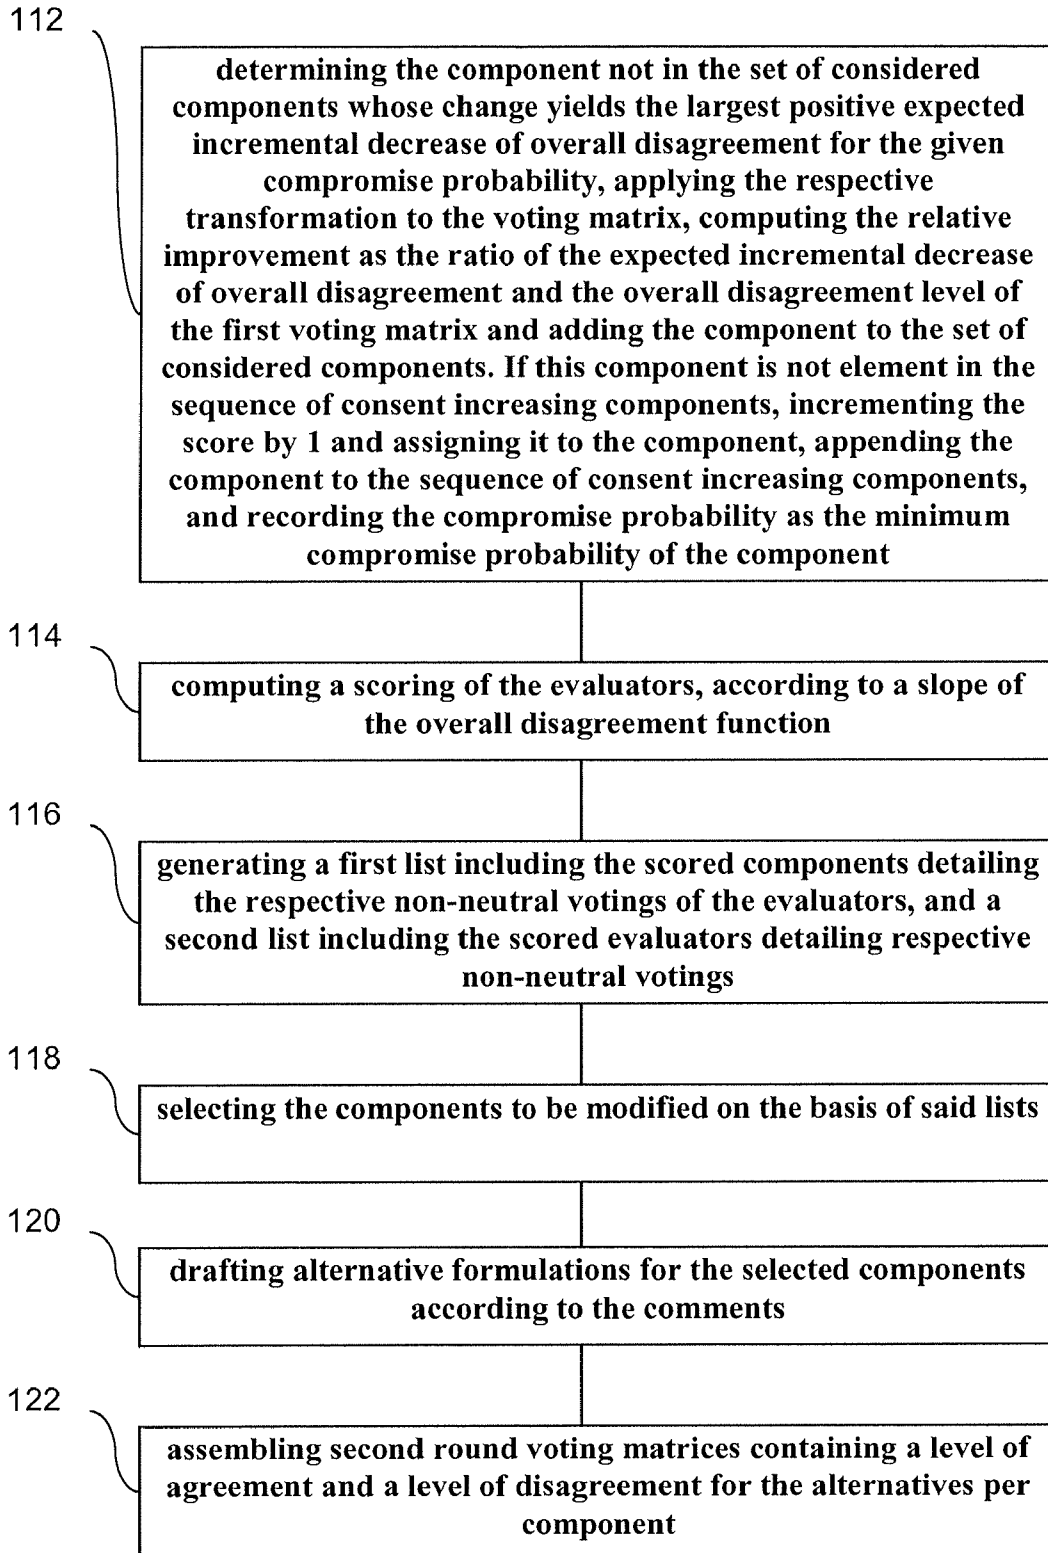 112
determining the component not in the set of considered
components whose change yields the largest positive expected
incremental decrease of overall disagreement for the given
compromise probability, applying the respective
transformation to the voting matrix, computing the relative
improvement as the ratio of the expected incremental decrease
of overall disagreement and the overall disagreement level of
the first voting matrix and adding the component to the set of
considered components. If this component is not element in the
sequence of consent increasing components, incrementing the
score by 1 and assigning it to the component, appending the
component to the sequence of consent increasing components,
and recording the compromise probability as the minimum
compromise probability of the component
114
computing a scoring of the evaluators, according to a slope of
the overall disagreement function
116
generating a first list including the scored components detailing
the respective non-neutral votings of the evaluators, and a
second list including the scored evaluators detailing respective
non-neutral votings
118
selecting the components to be modified on the basis of said lists
120
drafting alternative formulations for the selected components
according to the comments
122
assembling second round voting matrices containing a level of
agreement and a level of disagreement for the alternatives per
component